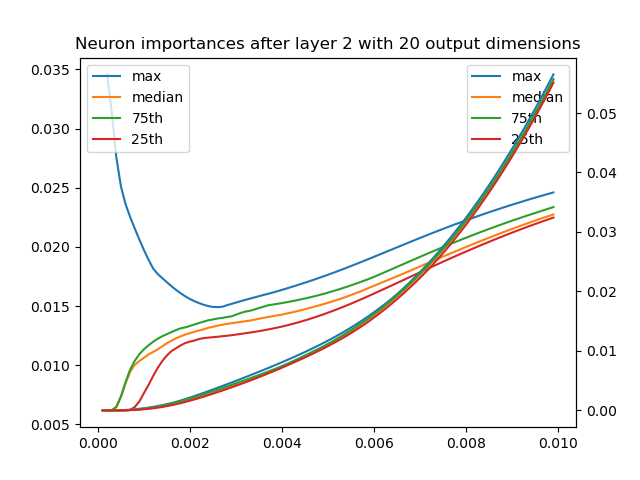 Neuron importances after layer 2 with 20 output dimensions
max
median
75th
25th
max
median
75th
25th
0.035
0.030
0.025
0.020
0.015
0.010
0.005
0.05
0.04
0.03
0.02
0.01
0.00
0.000 0.002 0.004 0.006 0.008 0.010